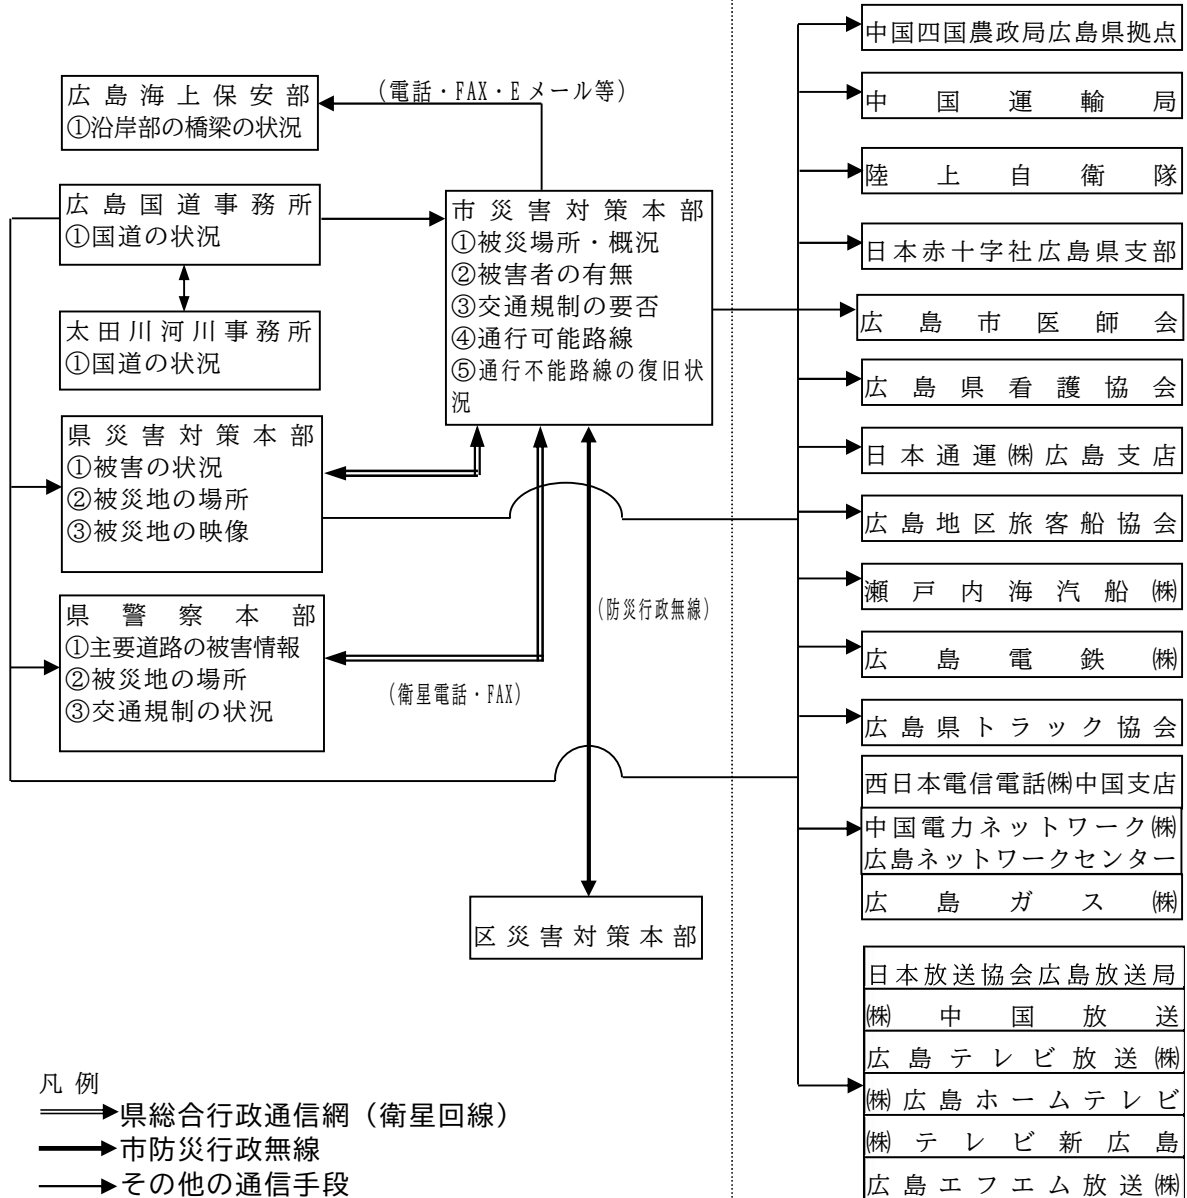 広島海上保安部
①沿岸部の橋梁の状況
(電話・FAX・Eメール等)
広島国道事務所
①国道の状況
太田川河川事務所
①国道の状況
市災害対策本部
①被災場所・概況
②被害者の有無
③交通規制の要否
④通行可能路線
⑤通行不能路線の復旧状
況
県災害対策本部
①被害の状況
②被災地の場所
③被災地の映像
県警察本部
①主要道路の被害情報
②被災地の場所
③交通規制の状況
(衛星電話・FAX)
(防災行政無線)
区災害対策本部
中国四国農政局広島県拠点
中国運輸局
陸上自衛隊
日本赤十字社広島県支部
広島市医師会
広島県看護協会
日本通運㈱広島支店
広島地区旅客船協会
瀬戸内海汽船㈱
広島電鉄㈱
広島県トラック協会
西日本電信電話㈱中国支店
中国電力ネットワーク㈱
広島ネットワークセンター
広島ガス㈱
日本放送協会広島放送局
㈱中国放送
広島テレビ放送㈱
㈱広島ホームテレビ
㈱テレビ新広島
広島エフエム放送㈱
凡例
県総合行政通信網（衛星回線）
市防災行政無線
その他の通信手段